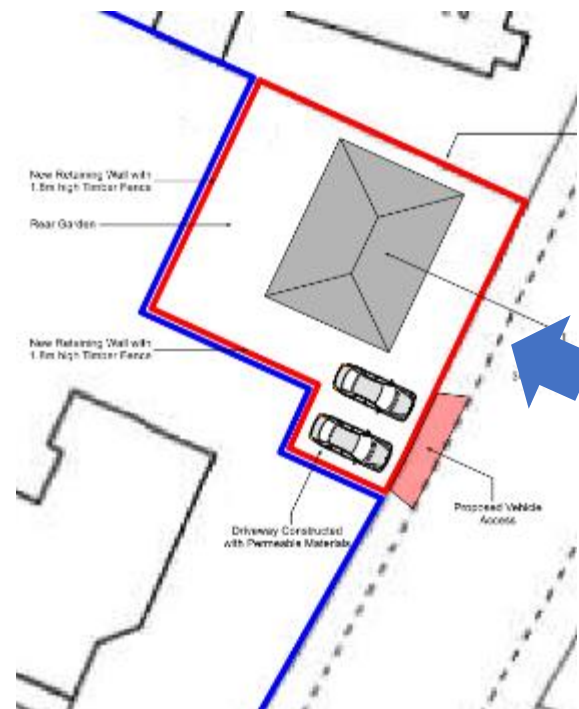 New Retaining Wall with
1.8m high Timber Fence
Rear Garden
New Retaining Wall with
1.8m high Timber Fence
Driveway Constructed
with Permeable Materials
Proposed Vehicle
Access